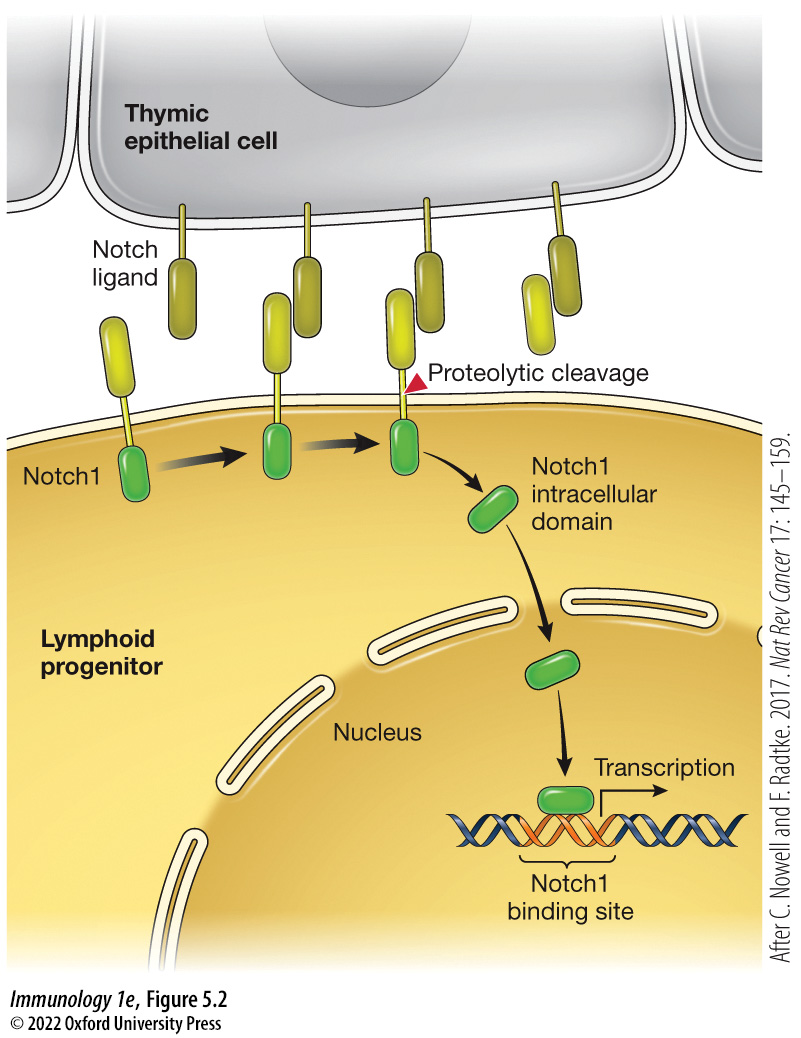 Thymic
epithelial cell
Notch
ligand
Proteolytic cleavage
Notch1
Notch1
intracellular
domain
Lymphoid
progenitor
Nucleus
Transcription
Notch1
binding site
After C. Nowell and F. Radtke. 2017. Nat Rev Cancer 17: 145–159.
Immunology 1e, Figure 5.2
© 2022 Oxford University Press